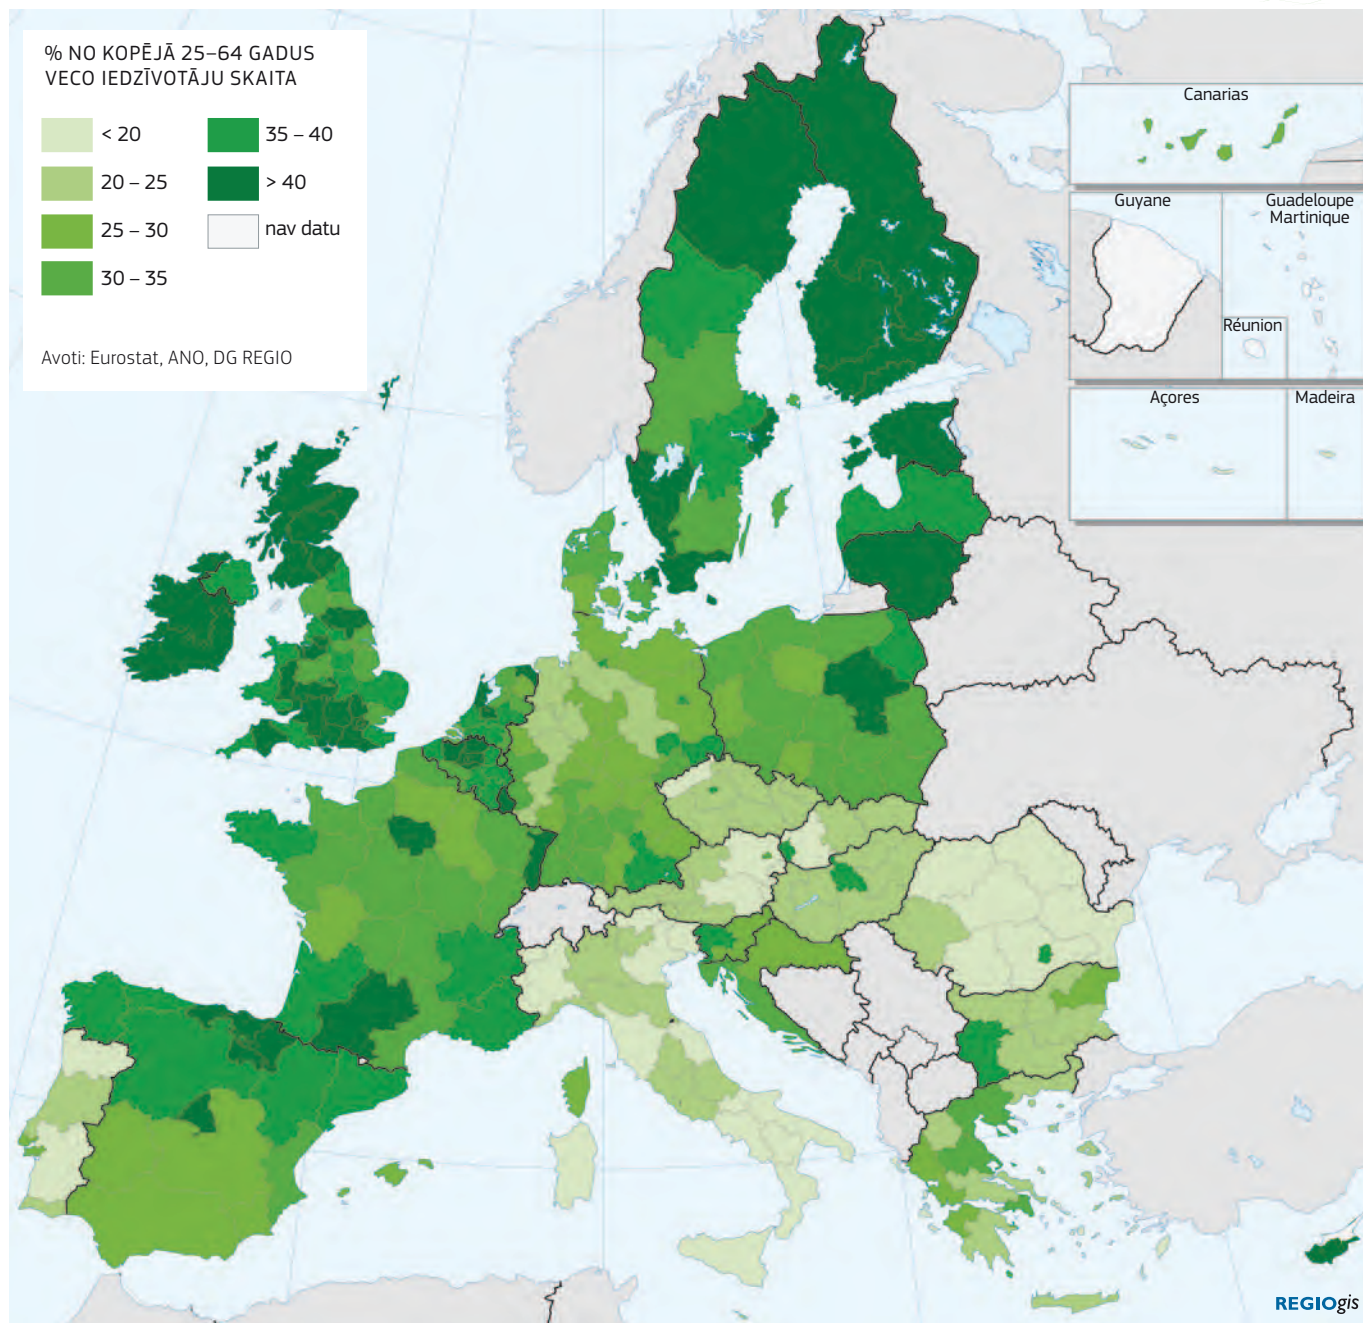 % NO KOPĒJĀ 25–64 GADUS
VECO IEDZĪVOTĀJU SKAITA
< 20
20 – 25
25 – 30
30 – 35
35 – 40
> 40
nav datu
Avoti: Eurostat, ANO, DG REGIO
Canarias
Guyane
Guadeloupe
Martinique
Réunion
Açores
Madeira
REGIOgis